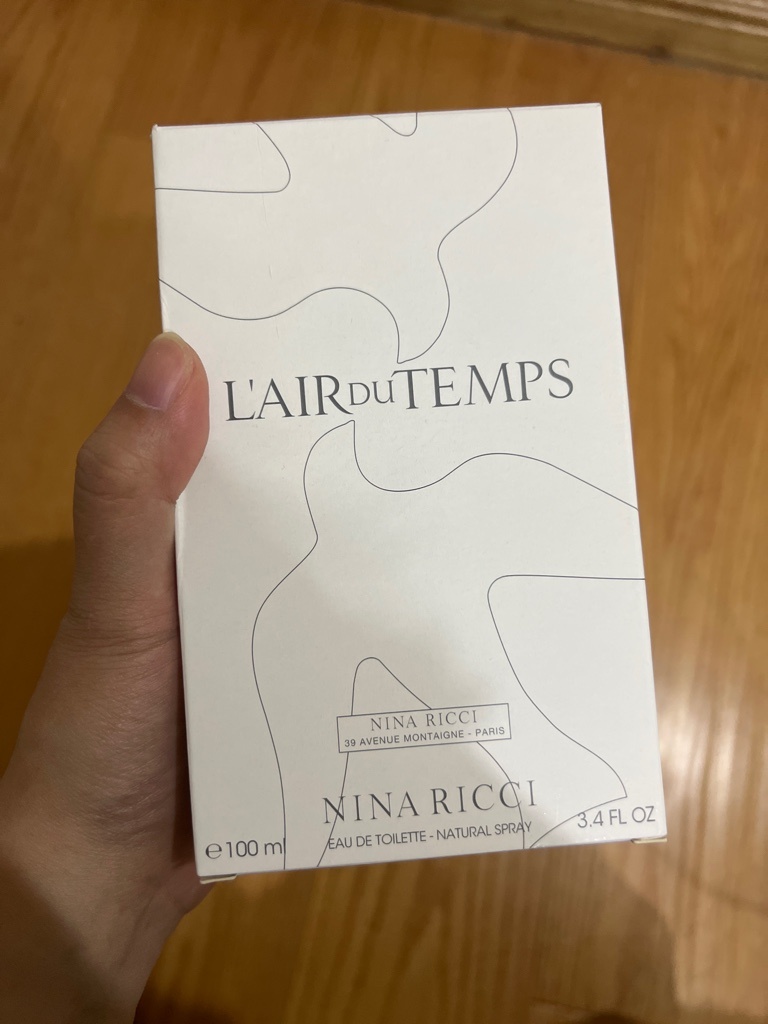 L'AIR DU TEMPS
NINA RICCI
39 AVENUE MONTAIGNE - PARIS
NINA RICCI
EAU DE TOILETTE - NATURAL SPRAY
℮ 100 ml
3.4 FL OZ